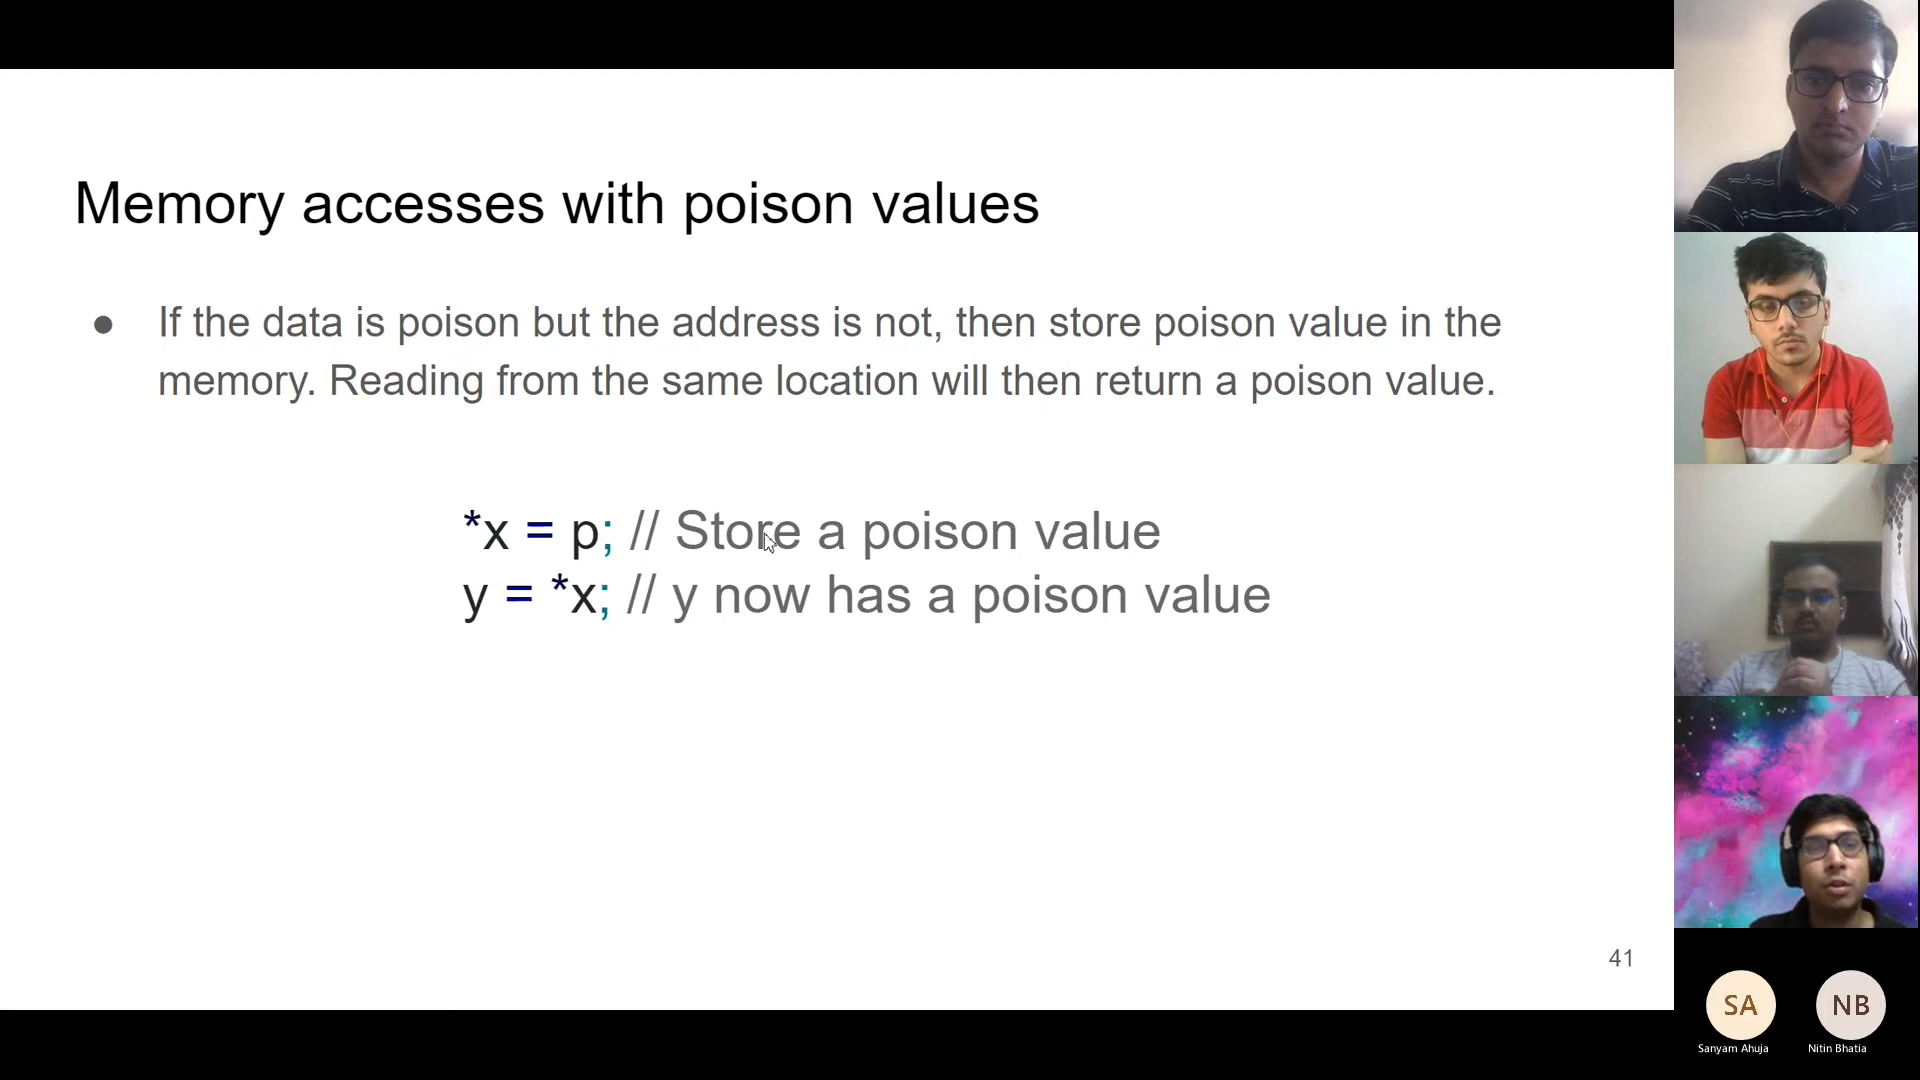 Memory accesses with poison values
● If the data is poison but the address is not, then store poison value in the
memory. Reading from the same location will then return a poison value.
*x = p; // Store a poison value
y = *x; // y now has a poison value
41
SA
NB
Sanyam Ahuja
Nitin Bhatia